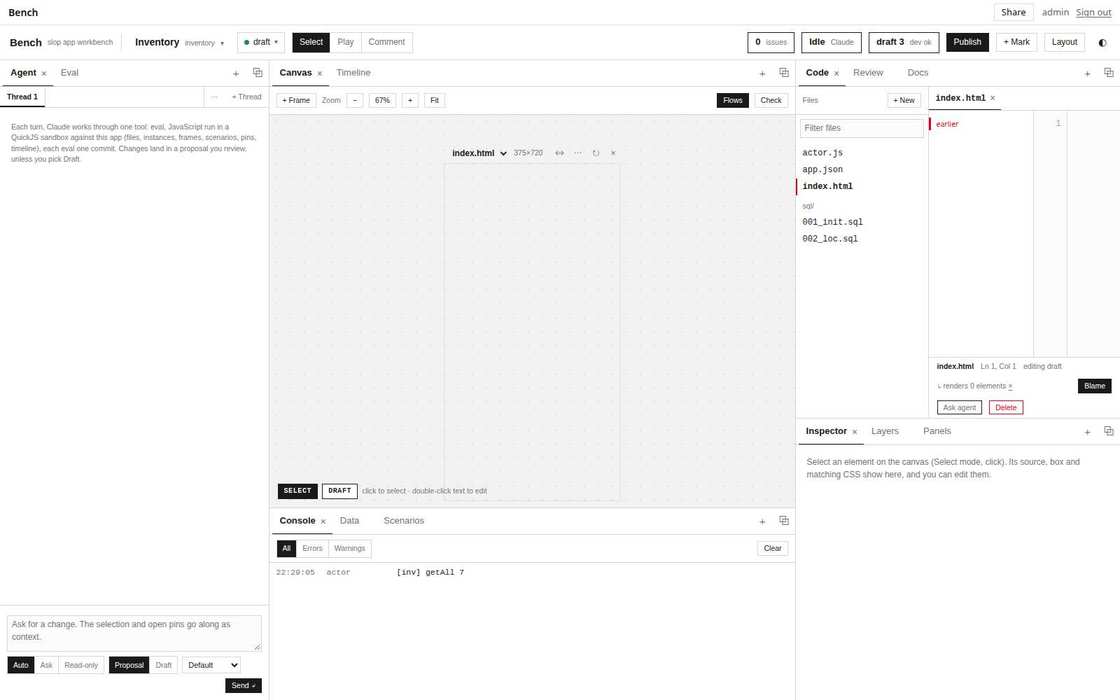 Bench
Share admin Sign out
Bench slop app workbench Inventory inventory draft Select Play Comment 0 issues Idle Claude draft 3 dev ok Publish + Mark Layout
Agent × Eval +
Canvas × Timeline +
Code × Review Docs +
Thread 1 ··· + Thread
Each turn, Claude works through one tool: eval, JavaScript run in a
QuickJS sandbox against this app (files, instances, frames, scenarios, pins,
timeline), each eval one commit. Changes land in a proposal you review,
unless you pick Draft.
Ask for a change. The selection and open pins go along as
context.
Auto Ask Read-only Proposal Draft Default
Send
+ Frame Zoom − 67% + Fit Flows Check
index.html 375×720 ⇔ ··· ×
SELECT DRAFT click to select · double-click text to edit
Console × Data Scenarios +
All Errors Warnings Clear
22:29:05 actor [inv] getAll 7
Files + New
Filter files
actor.js
app.json
index.html
sql/
001_init.sql
002_loc.sql
index.html ×
earlier 1
index.html Ln 1, Col 1 editing draft
renders 0 elements × Blame
Ask agent Delete
Inspector × Layers Panels +
Select an element on the canvas (Select mode, click). Its source, box and
matching CSS show here, and you can edit them.